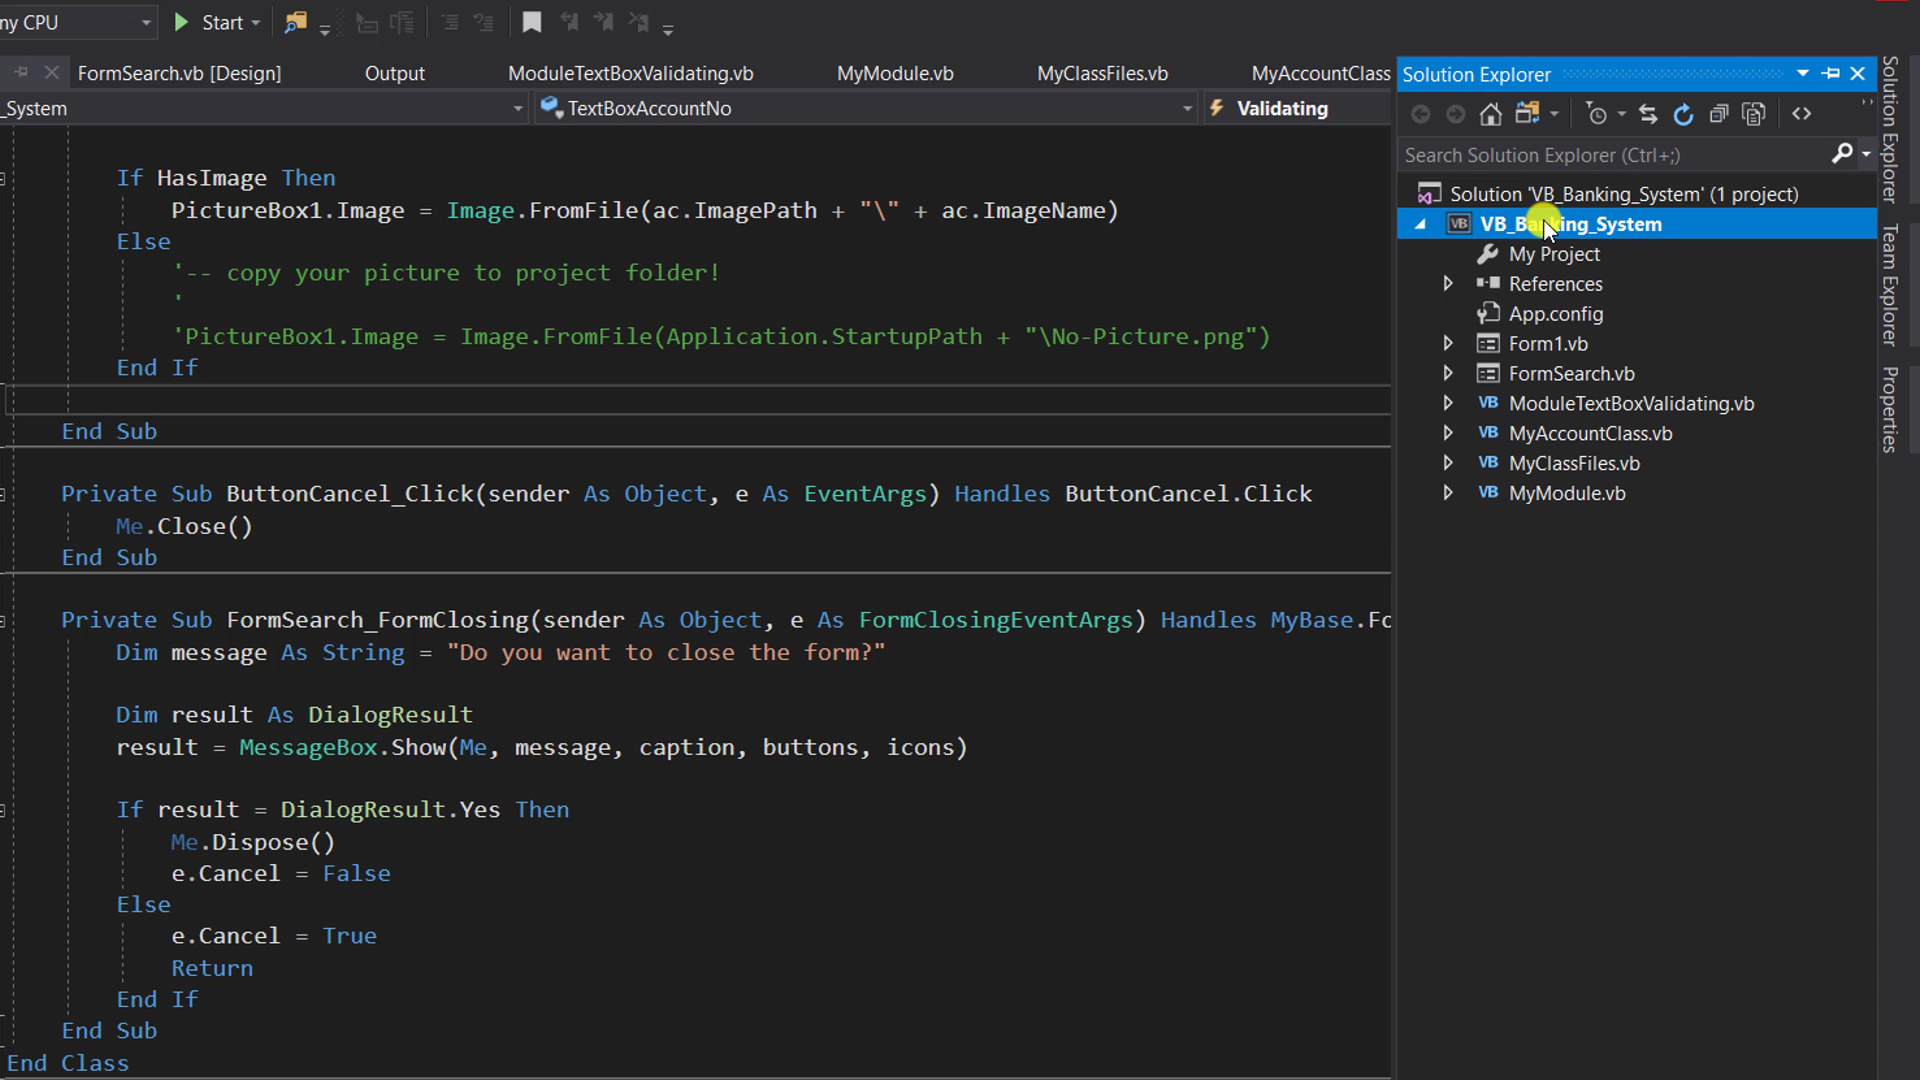 ny CPU
Start
FormSearch.vb [Design]
Output
ModuleTextBoxValidating.vb
MyModule.vb
MyClassFiles.vb
MyAccountClass
_System
TextBoxAccountNo
Validating
If HasImage Then
PictureBox1.Image = Image.FromFile(ac.ImagePath + "\" + ac.ImageName)
Else
'-- copy your picture to project folder!
'
'PictureBox1.Image = Image.FromFile(Application.StartupPath + "\No-Picture.png")
End If
End Sub
Private Sub ButtonCancel_Click(sender As Object, e As EventArgs) Handles ButtonCancel.Click
Me.Close()
End Sub
Private Sub FormSearch_FormClosing(sender As Object, e As FormClosingEventArgs) Handles MyBase.Fo
Dim message As String = "Do you want to close the form?"
Dim result As DialogResult
result = MessageBox.Show(Me, message, caption, buttons, icons)
If result = DialogResult.Yes Then
Me.Dispose()
e.Cancel = False
Else
e.Cancel = True
Return
End If
End Sub
End Class
Solution Explorer
Search Solution Explorer (Ctrl+;)
Solution 'VB_Banking_System' (1 project)
VB VB_Banking_System
My Project
References
App.config
Form1.vb
FormSearch.vb
VB ModuleTextBoxValidating.vb
VB MyAccountClass.vb
VB MyClassFiles.vb
VB MyModule.vb
Solution Explorer
Team Explorer
Properties